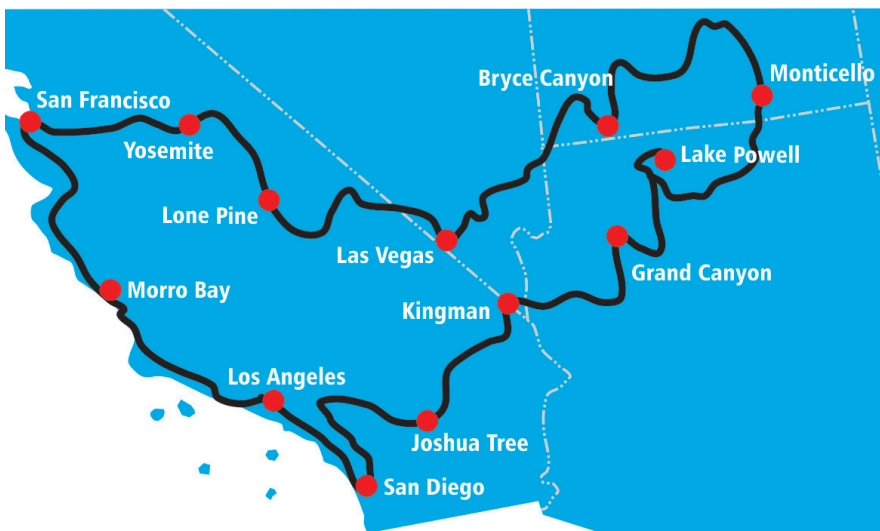 Bryce Canyon
Monticello
San Francisco
Yosemite
Lake Powell
Lone Pine
Las Vegas
Grand Canyon
Morro Bay
Kingman
Los Angeles
Joshua Tree
San Diego